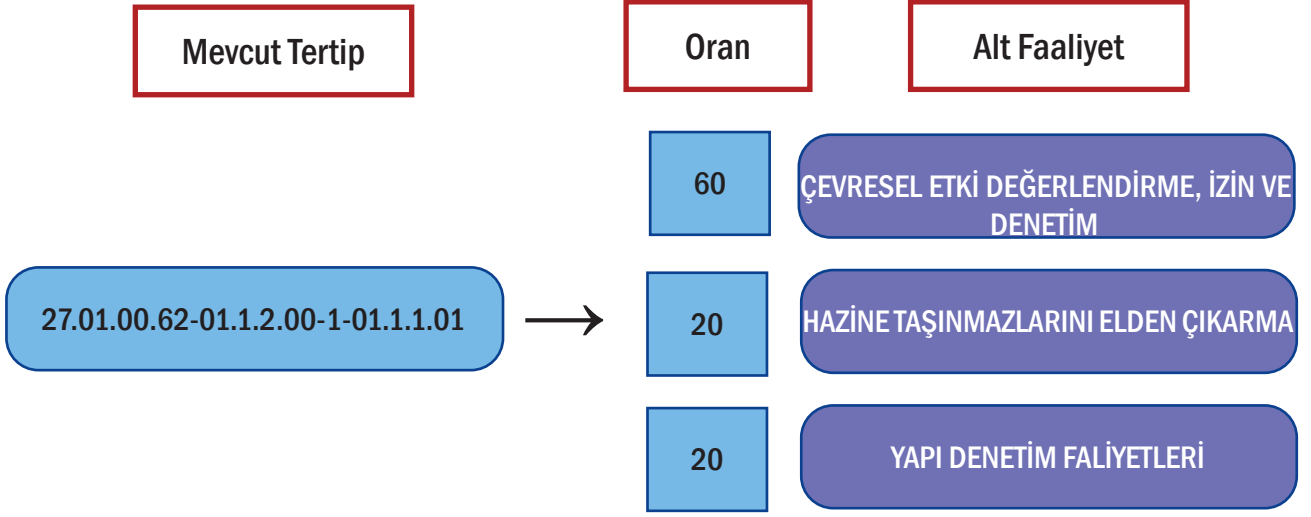 Mevcut Tertip
Oran
Alt Faaliyet
60
ÇEVRESEL ETKİ DEĞERLENDİRME, İZİN VE
DENETİM
27.01.00.62-01.1.2.00-1-01.1.1.01
20
HAZİNE TAŞINMAZLARINI ELDEN ÇIKARMA
20
YAPI DENETİM FALİYETLERİ